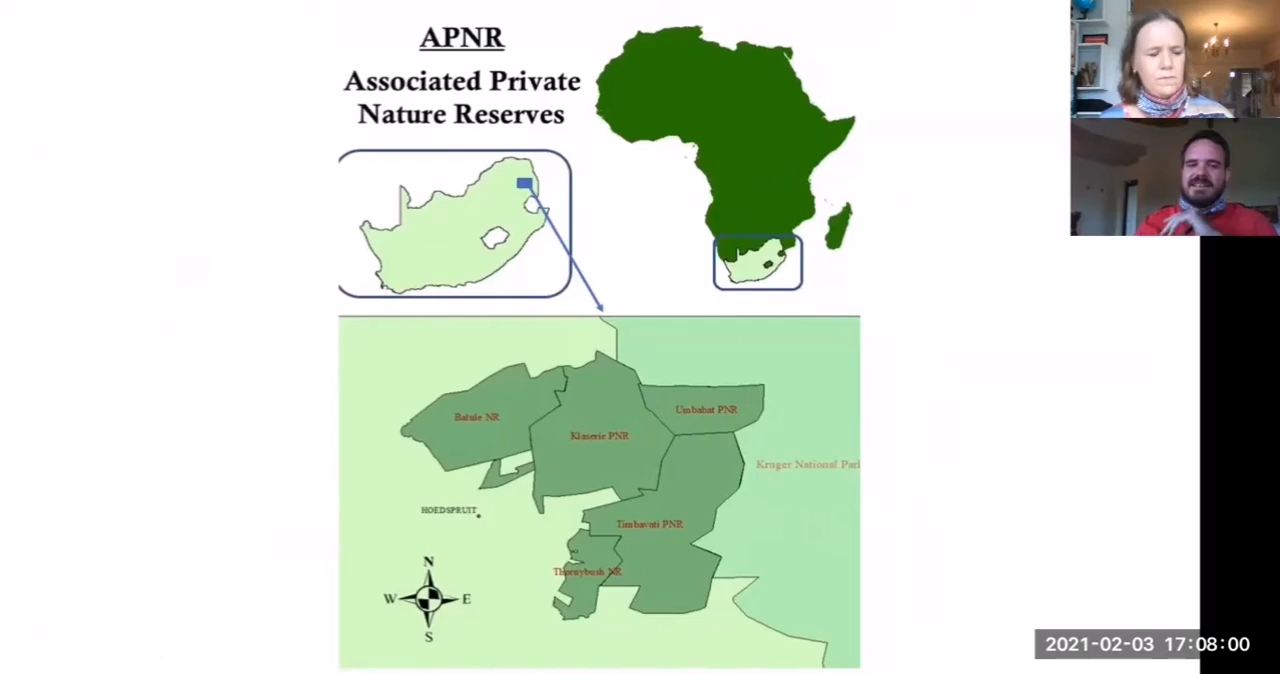 APNR
Associated Private
Nature Reserves
Balule NR
Klaserie PNR
Umbabat PNR
Kruger National Par
HOEDSPRUIT
Timbavati PNR
Thornybush NR
N
W
E
S
2021-02-03 17:08:00